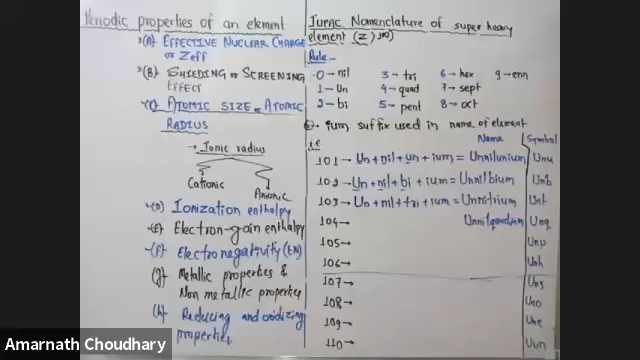 Periodic properties of an element
(A) EFFECTIVE NUCLEAR CHARGE
or Zeff
(B) SHIELDING or SCREENING
EFFECT
(C) ATOMIC SIZE or ATOMIC
RADIUS
→ Ionic radius
Cationic
Anionic
(D) Ionization enthalpy
(E) Electron-gain enthalpy
(F) Electronegativity (EN)
(g) Metallic properties &
Non metallic properties
(h) Reducing and oxidizing
properties
IUPAC Nomenclature of super heavy
element (Z>100)
Rule
0 → nil 3 → tri 6 → hex 9 → enn
1 → Un 4 → quad 7 → sept
2 → bi 5 → pent 8 → oct
ium suffix used in name of element
i.e Name Symbol
101 → Un + nil + un + ium = Unnilunium Unu
102 → Un + nil + bi + ium = Unnilbium Unb
103 → Un + nil + tri + ium = Unniltrium Unt
104 → Unnilquadium Unq
105 → Unp
106 → Unh
107 → Uns
108 → Uno
109 → Une
110 → Uun
Amarnath Choudhary